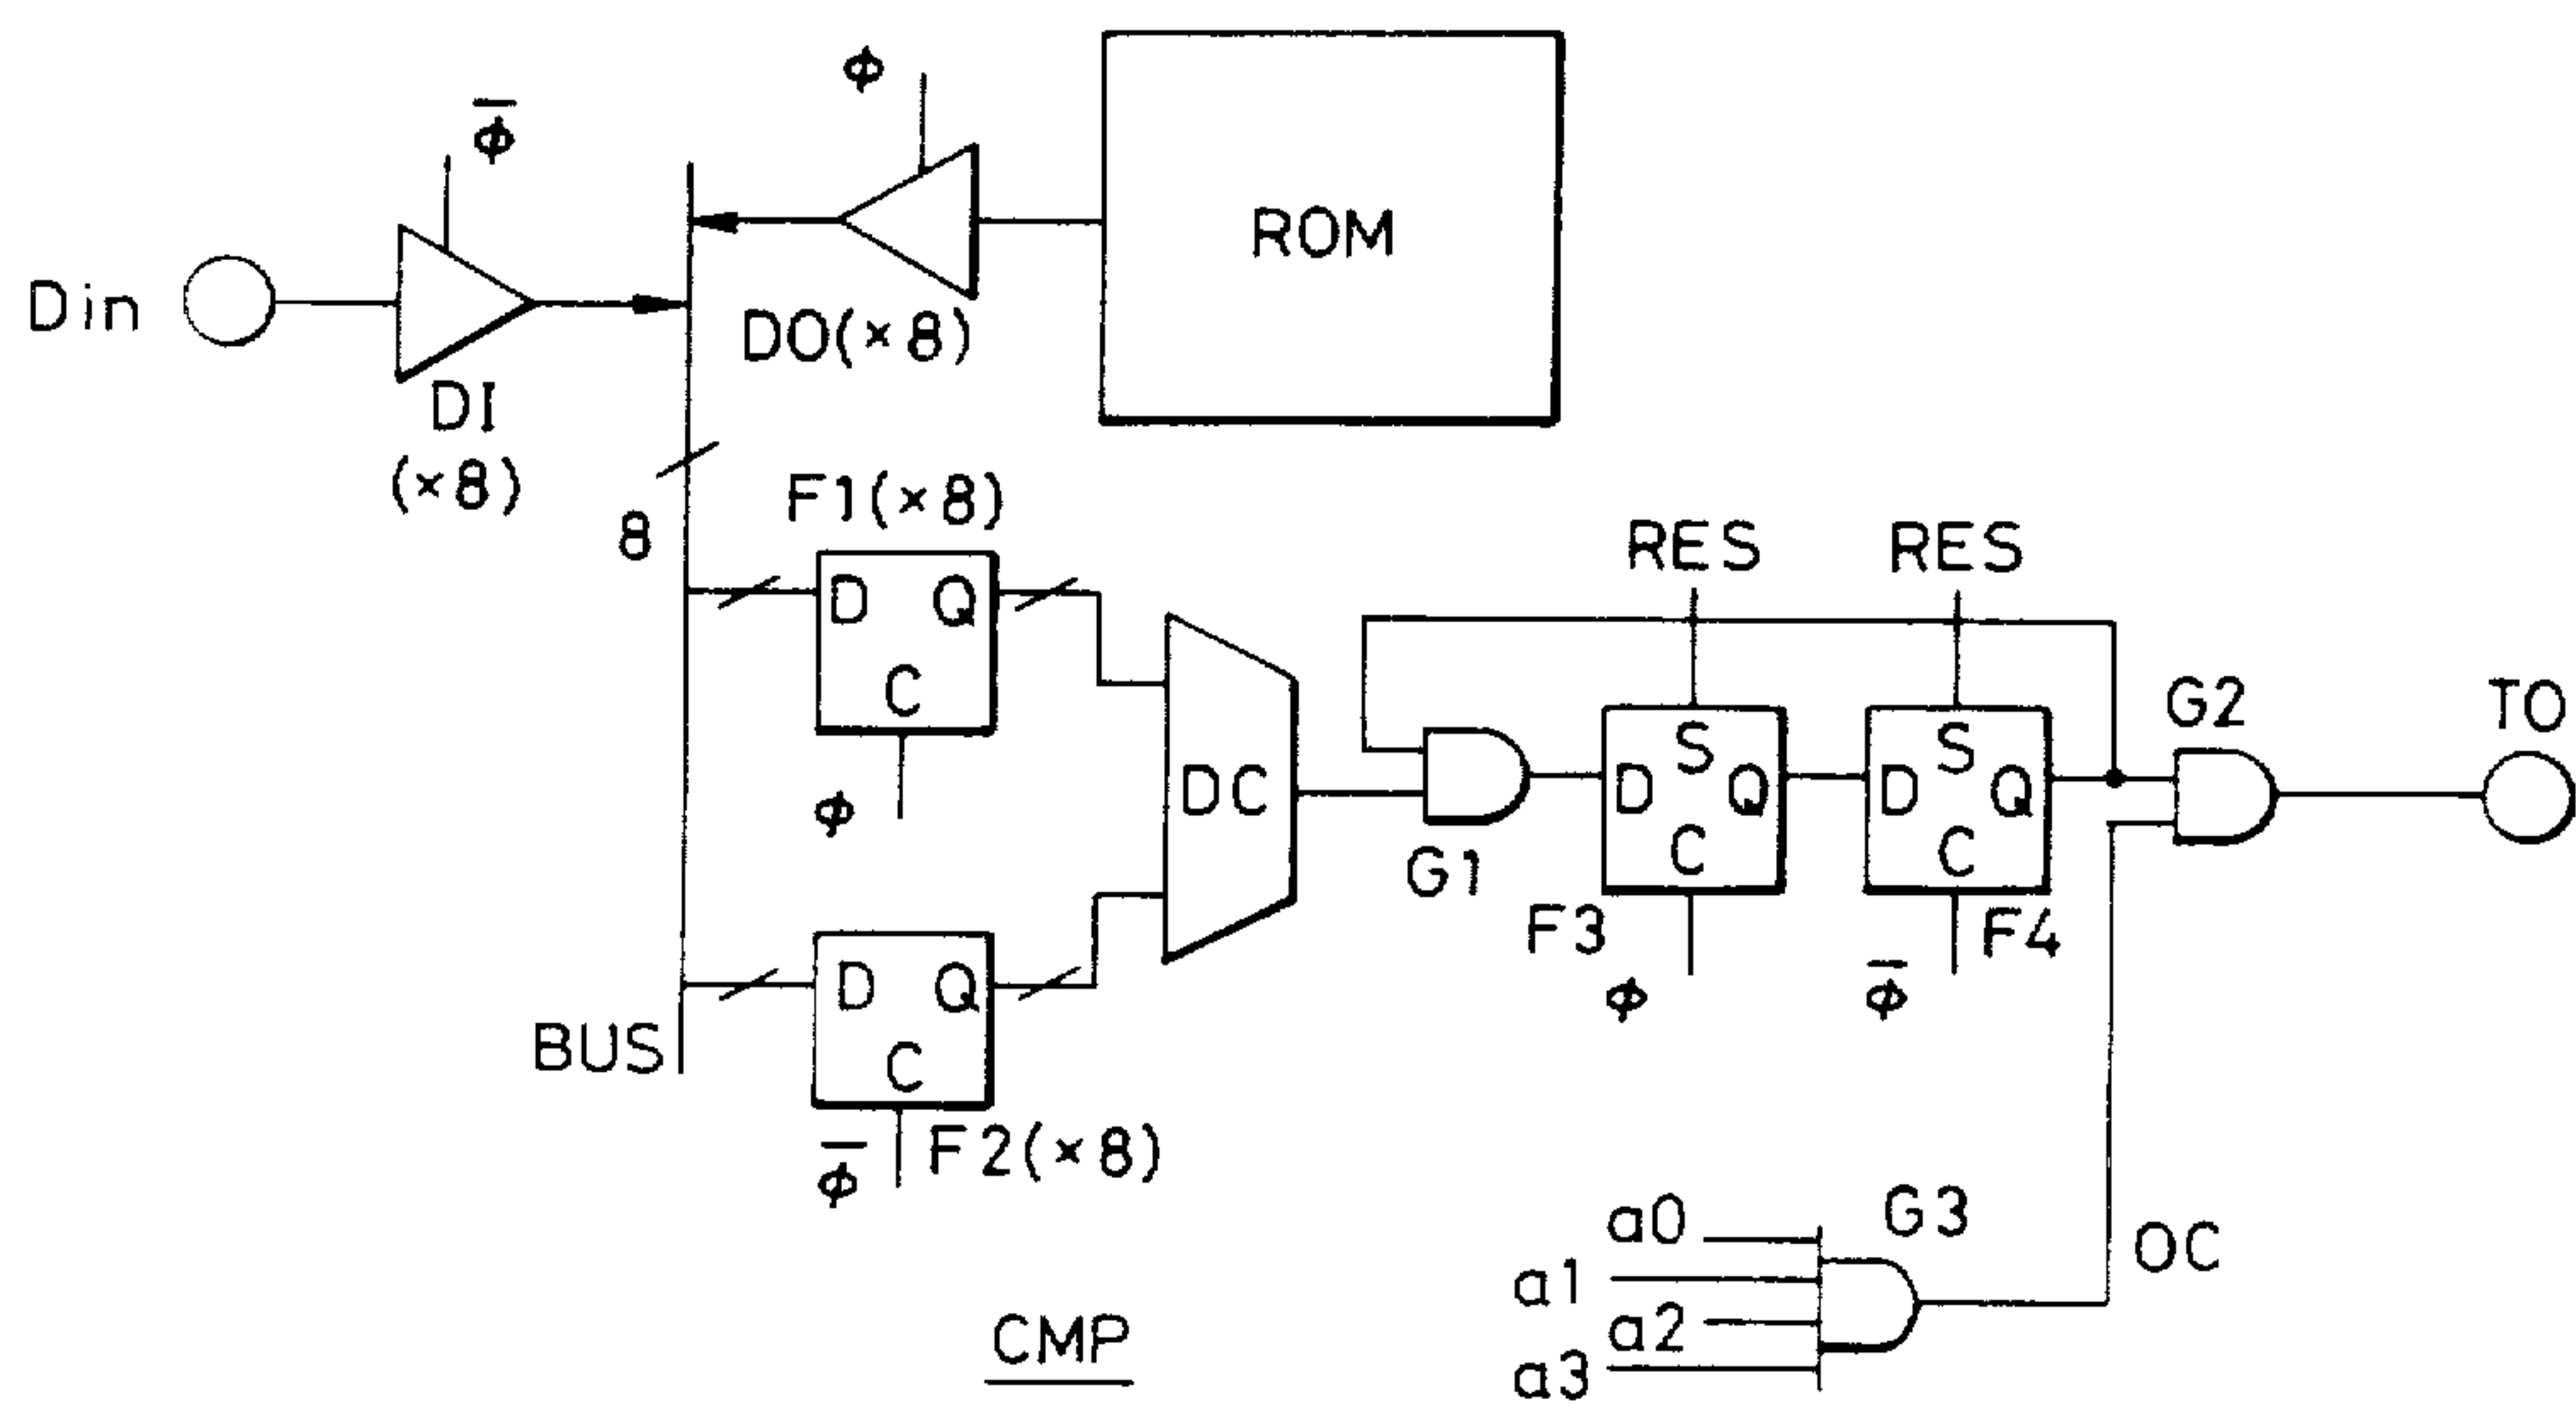 ϕ
ϕ̅
Din
DI
(×8)
DO(×8)
ROM
8
F1(×8)
D Q
C
ϕ
RES
RES
DC
G1
S
D Q
C
F3
ϕ
S
D Q
C
F4
ϕ̅
G2
TO
BUS
D Q
C
ϕ̅
F2(×8)
a0
a1
a2
a3
G3
OC
CMP